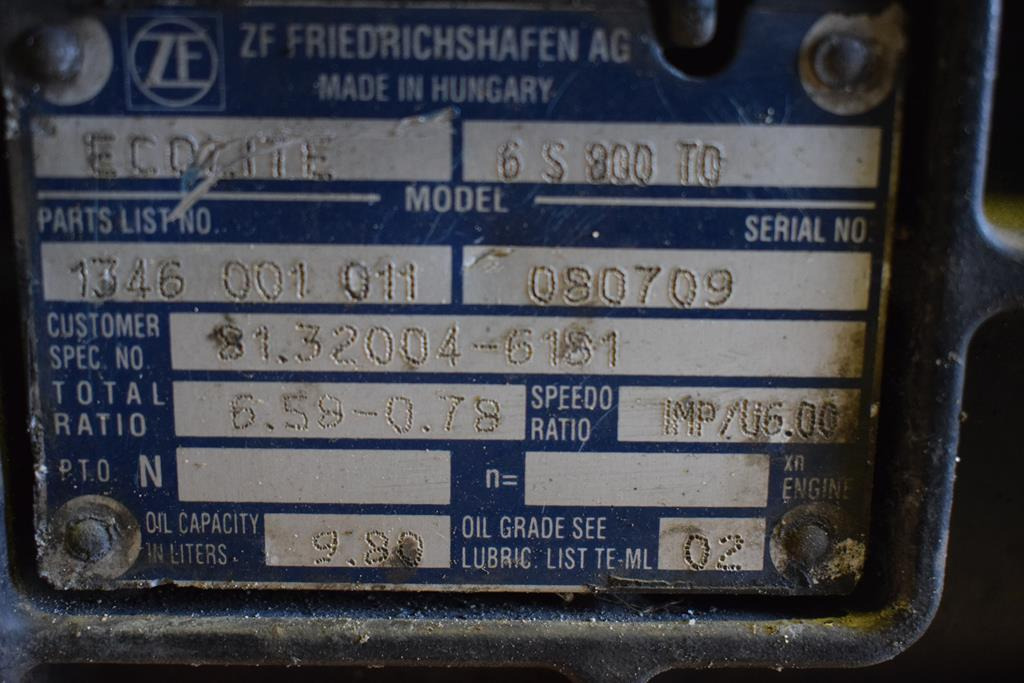 ZF
ZF FRIEDRICHSHAFEN AG
MADE IN HUNGARY
ECOLITE 6 S 800 TO
MODEL
PARTS LIST NO. SERIAL NO.
1346 001 011 080709
CUSTOMER SPEC. NO. 81.32004-6181
TOTAL RATIO 6.58-0.78 SPEEDO RATIO IMP/U6.00
P.T.O. N n= XN ENGINE
OIL CAPACITY IN LITERS 9.80 OIL GRADE SEE LUBRIC. LIST TE-ML 02